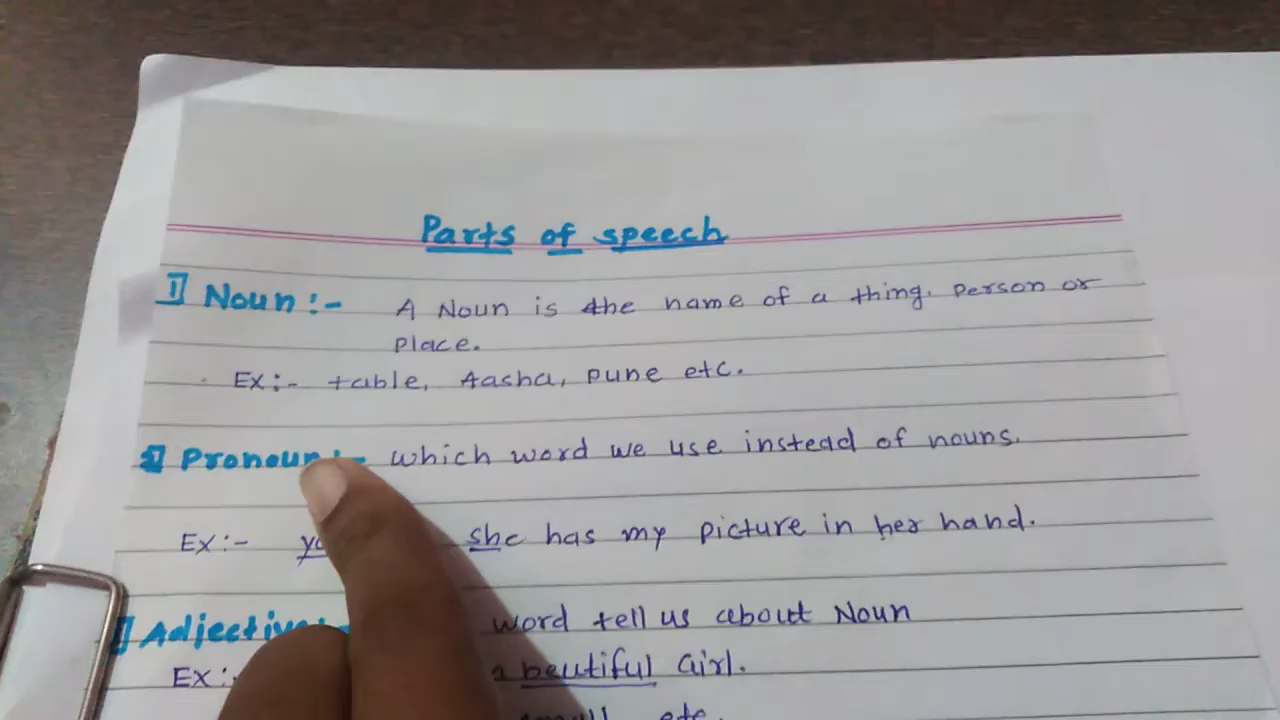 Parts of speech
1] Noun :- A Noun is the name of a thing. Person or
place.
Ex:- table, Aasha, pune etc.
Pronoun:- which word we use instead of nouns.
Ex:- she has my picture in her hand.
Adjective:- word tell us about Noun
Ex:- a beutiful Girl.
small etc.